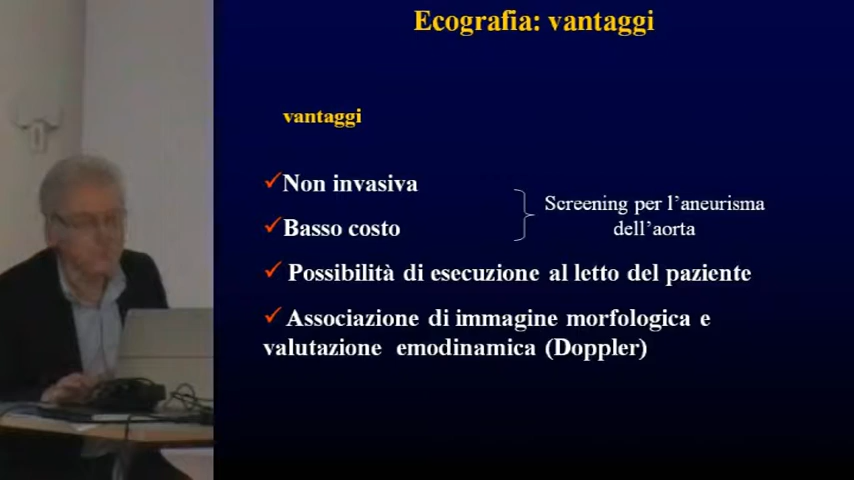 Ecografia: vantaggi
vantaggi
✓Non invasiva
✓Basso costo
Screening per l'aneurisma
dell'aorta
✓ Possibilità di esecuzione al letto del paziente
✓Associazione di immagine morfologica e
valutazione emodinamica (Doppler)